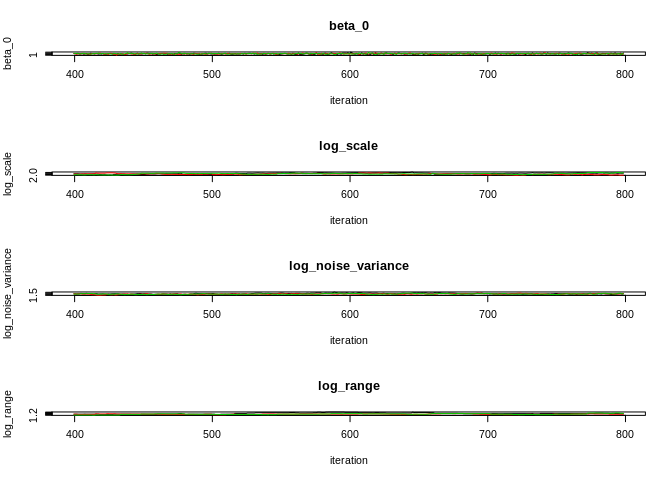 beta_0
beta_0
1
400 500 600 700 800
iteration
log_scale
log_scale
2.0
400 500 600 700 800
iteration
log_noise_variance
log_noise_variance
1.5
400 500 600 700 800
iteration
log_range
log_range
1.2
400 500 600 700 800
iteration